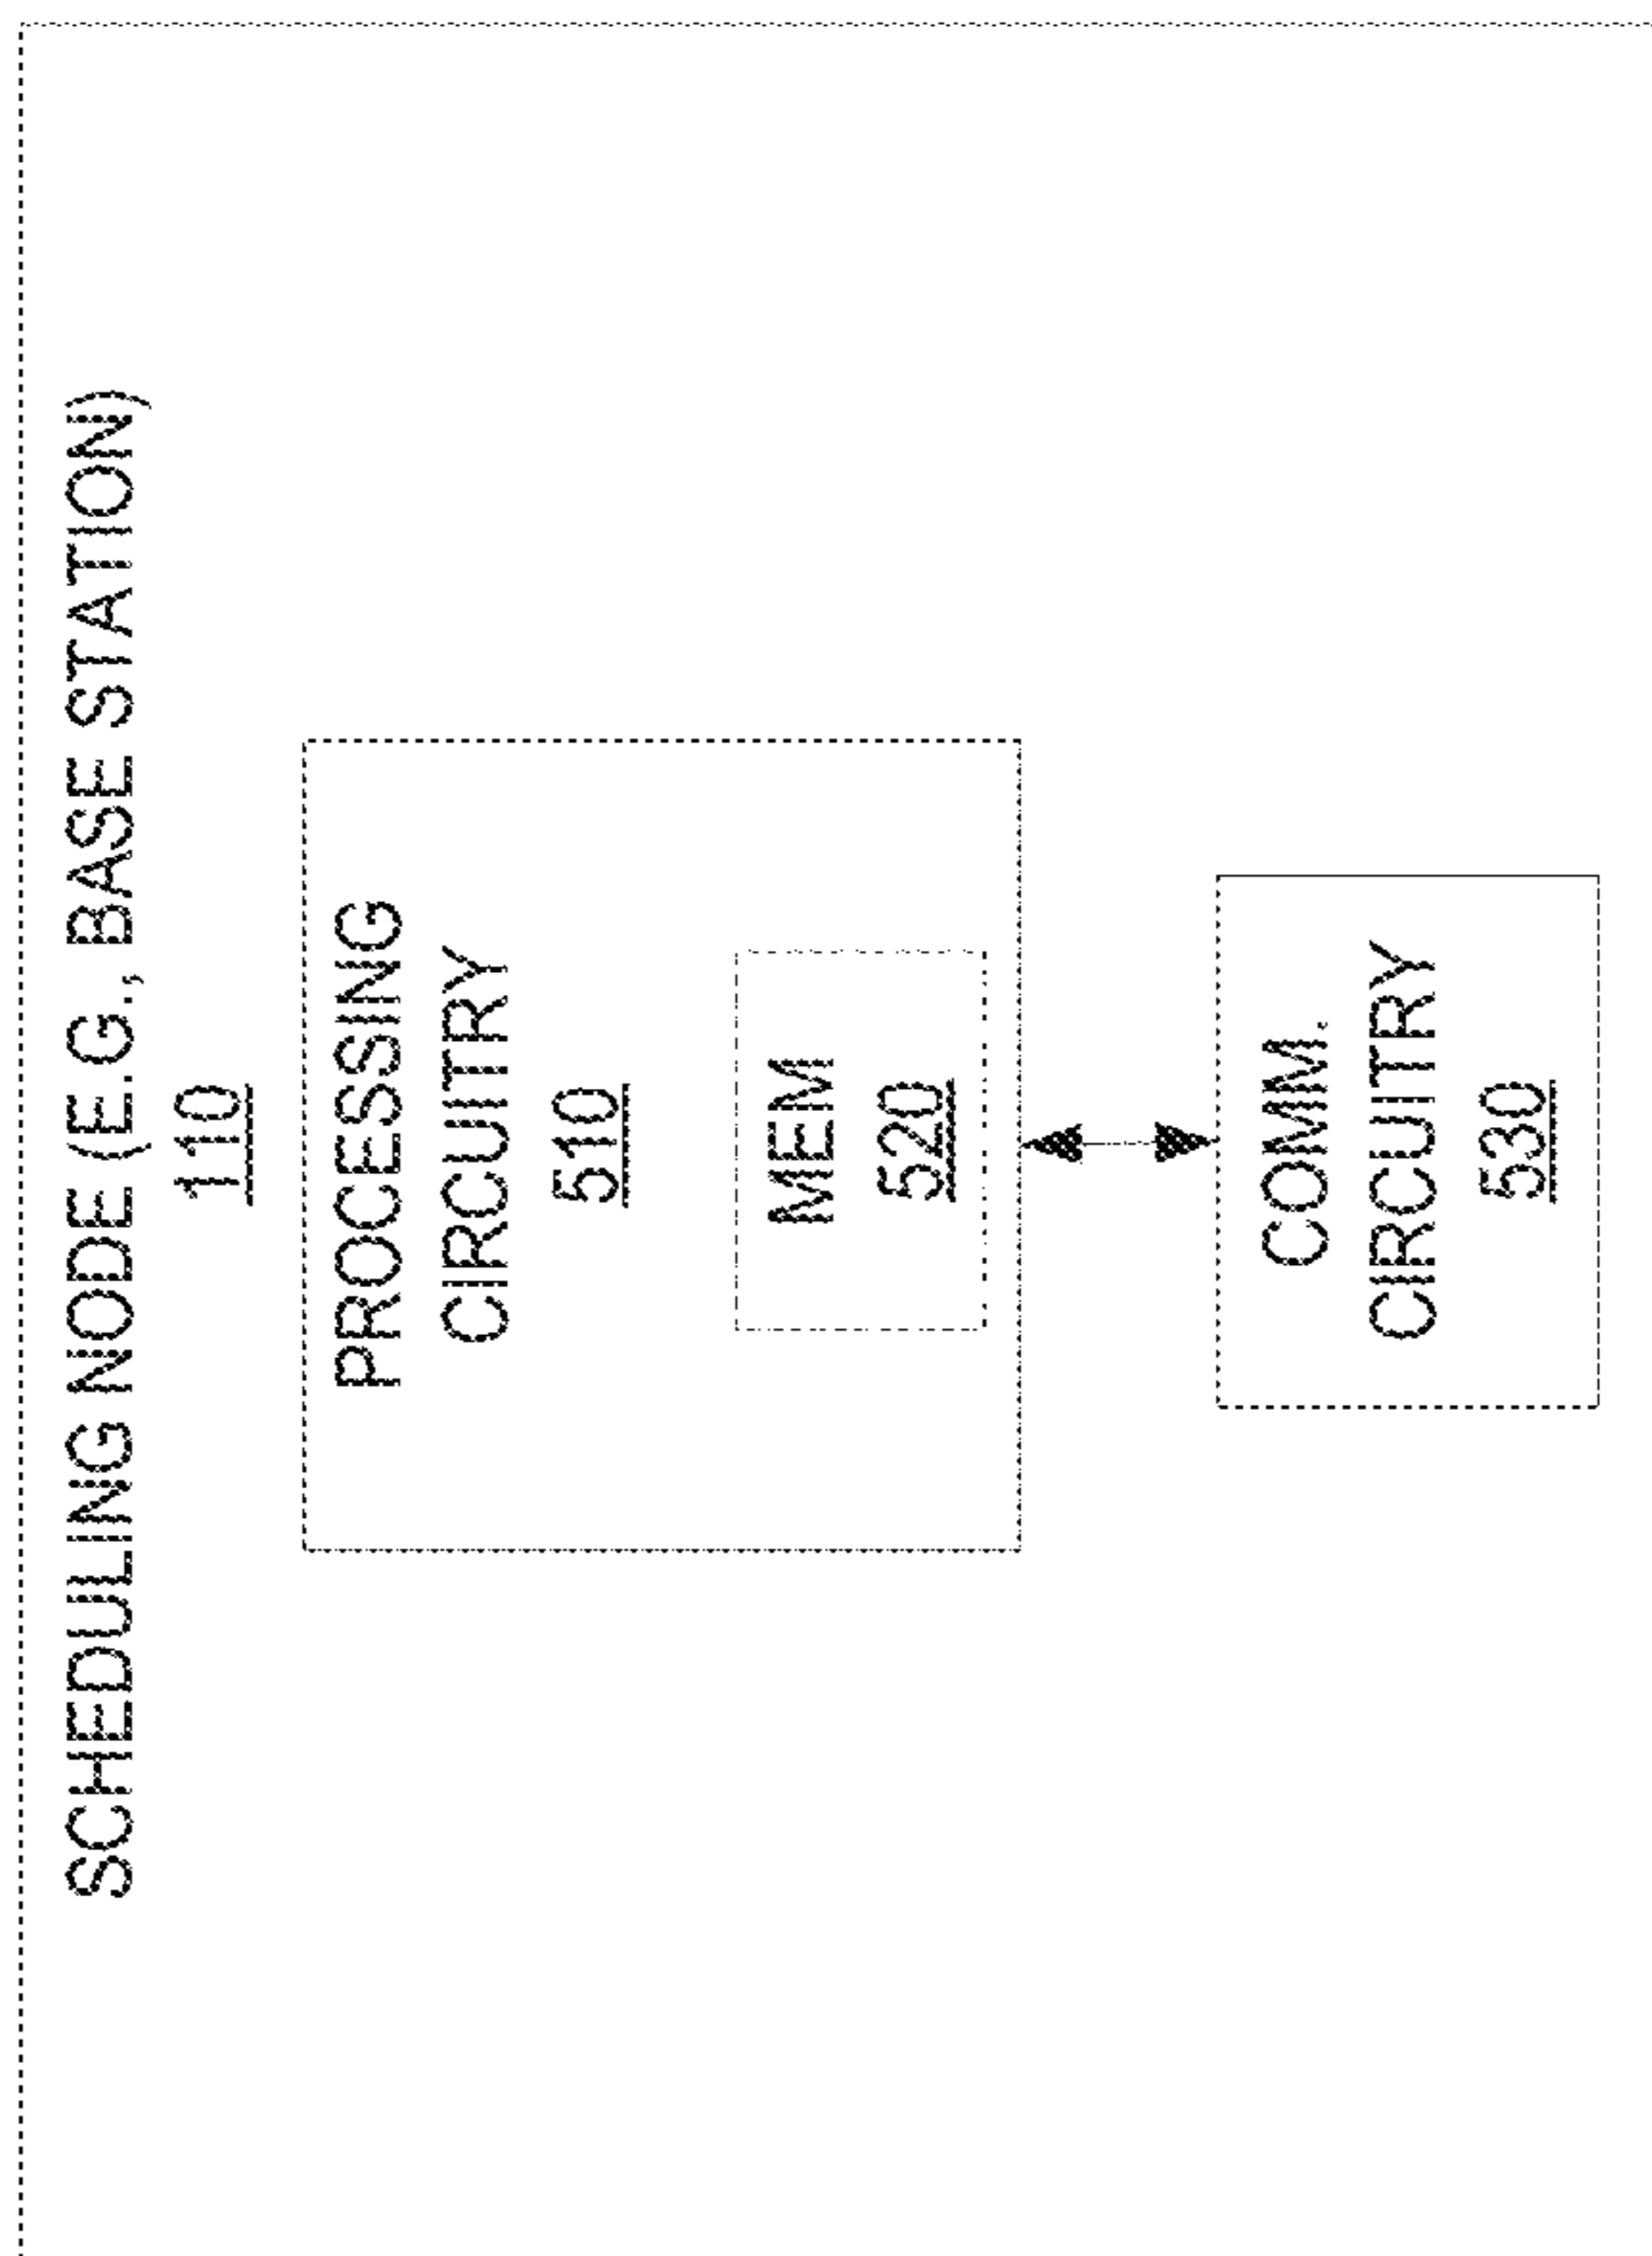 SCHEDULING NODE (E.G., BASE STATION)
110
PROCESSING
CIRCUITRY
510
MEM
520
COMM.
CIRCUITRY
530